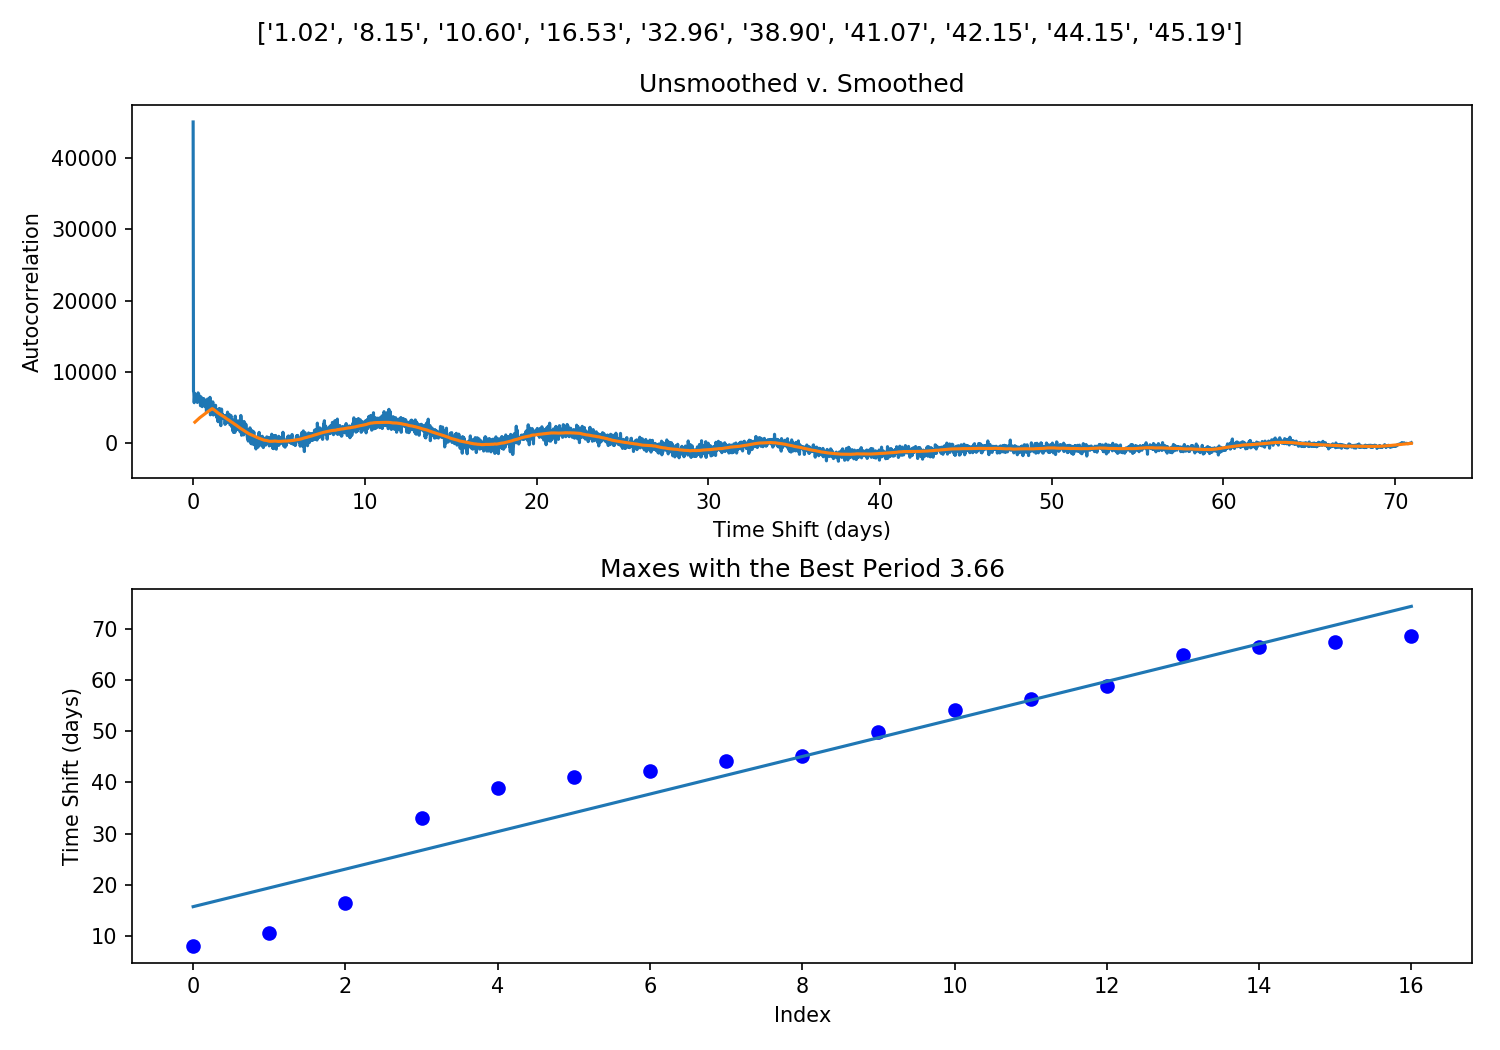 ['1.02', '8.15', '10.60', '16.53', '32.96', '38.90', '41.07', '42.15', '44.15', '45.19']
Unsmoothed v. Smoothed
Autocorrelation
40000
30000
20000
10000
0
0 10 20 30 40 50 60 70
Time Shift (days)
Maxes with the Best Period 3.66
Time Shift (days)
70
60
50
40
30
20
10
0 2 4 6 8 10 12 14 16
Index